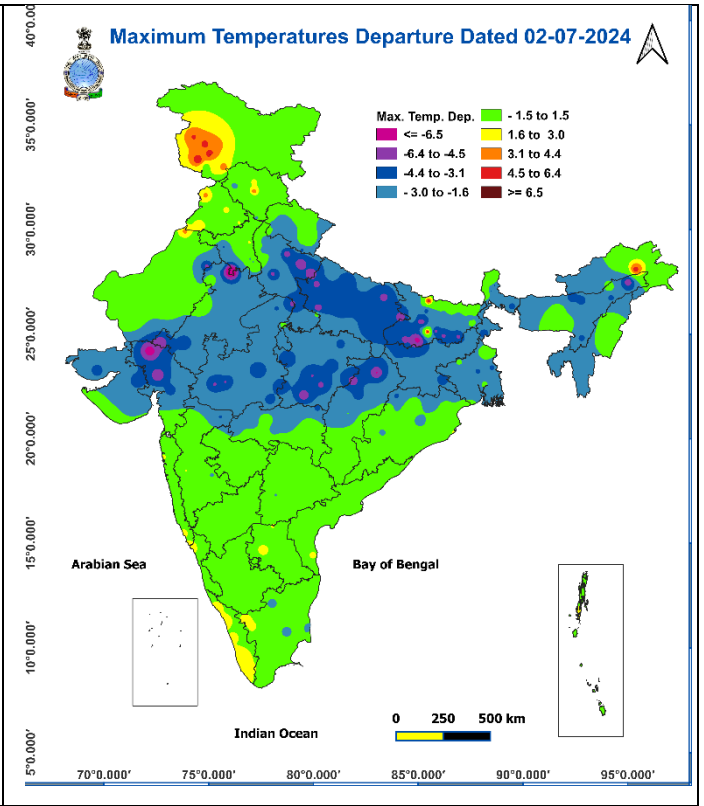 Maximum Temperatures Departure Dated 02-07-2024
Max. Temp. Dep.
<= -6.5
-6.4 to -4.5
-4.4 to -3.1
- 3.0 to -1.6
- 1.5 to 1.5
1.6 to 3.0
3.1 to 4.4
4.5 to 6.4
>= 6.5
40°0.00
35°0.000'
30°0.000'
25°0.000'
20°0.000'
15°0.000'
10°0.000'
5°0.000'
Arabian Sea
Bay of Bengal
Indian Ocean
0 250 500 km
70°0.000' 75°0.000' 80°0.000' 85°0.000' 90°0.000' 95°0.000'